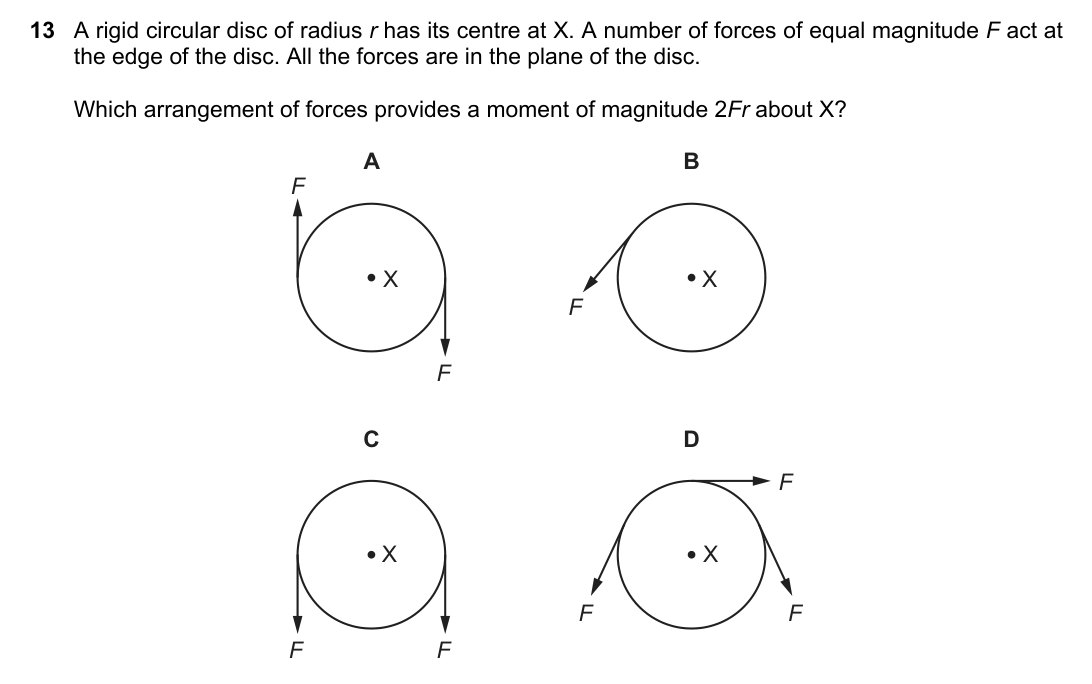 13 A rigid circular disc of radius r has its centre at X. A number of forces of equal magnitude F act at
the edge of the disc. All the forces are in the plane of the disc.
Which arrangement of forces provides a moment of magnitude 2Fr about X?
A
B
F
X
X
F
F
C
D
F
X
X
F
F
F
F